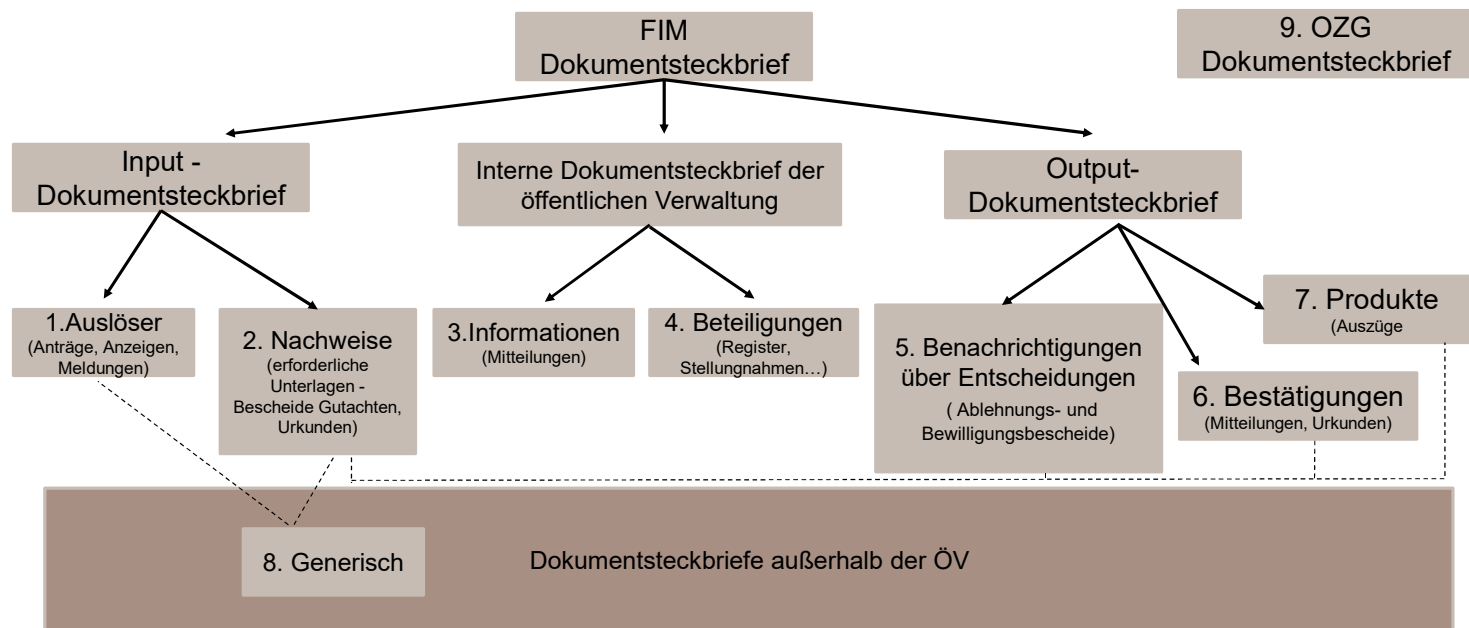 FIM
Dokumentsteckbrief
9. OZG
Dokumentsteckbrief
Input -
Dokumentsteckbrief
Interne Dokumentsteckbrief der
öffentlichen Verwaltung
Output-
Dokumentsteckbrief
1.Auslöser
(Anträge, Anzeigen,
Meldungen)
2. Nachweise
(erforderliche
Unterlagen -
Bescheide Gutachten,
Urkunden)
3.Informationen
(Mitteilungen)
4. Beteiligungen
(Register,
Stellungnahmen…)
5. Benachrichtigungen
über Entscheidungen
( Ablehnungs- und
Bewilligungsbescheide)
6. Bestätigungen
(Mitteilungen, Urkunden)
7. Produkte
(Auszüge
8. Generisch
Dokumentsteckbriefe außerhalb der ÖV